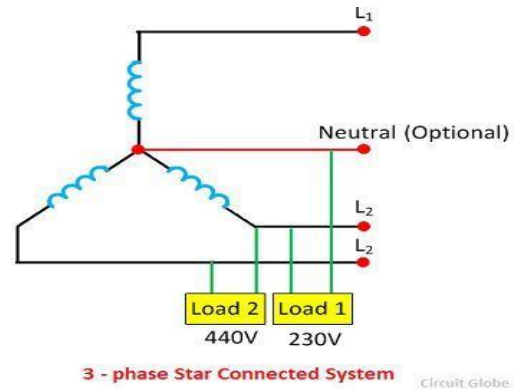 L₁
Neutral (Optional)
L₂
L₂
Load 2 Load 1
440V 230V
3 - phase Star Connected System
Circuit Globe